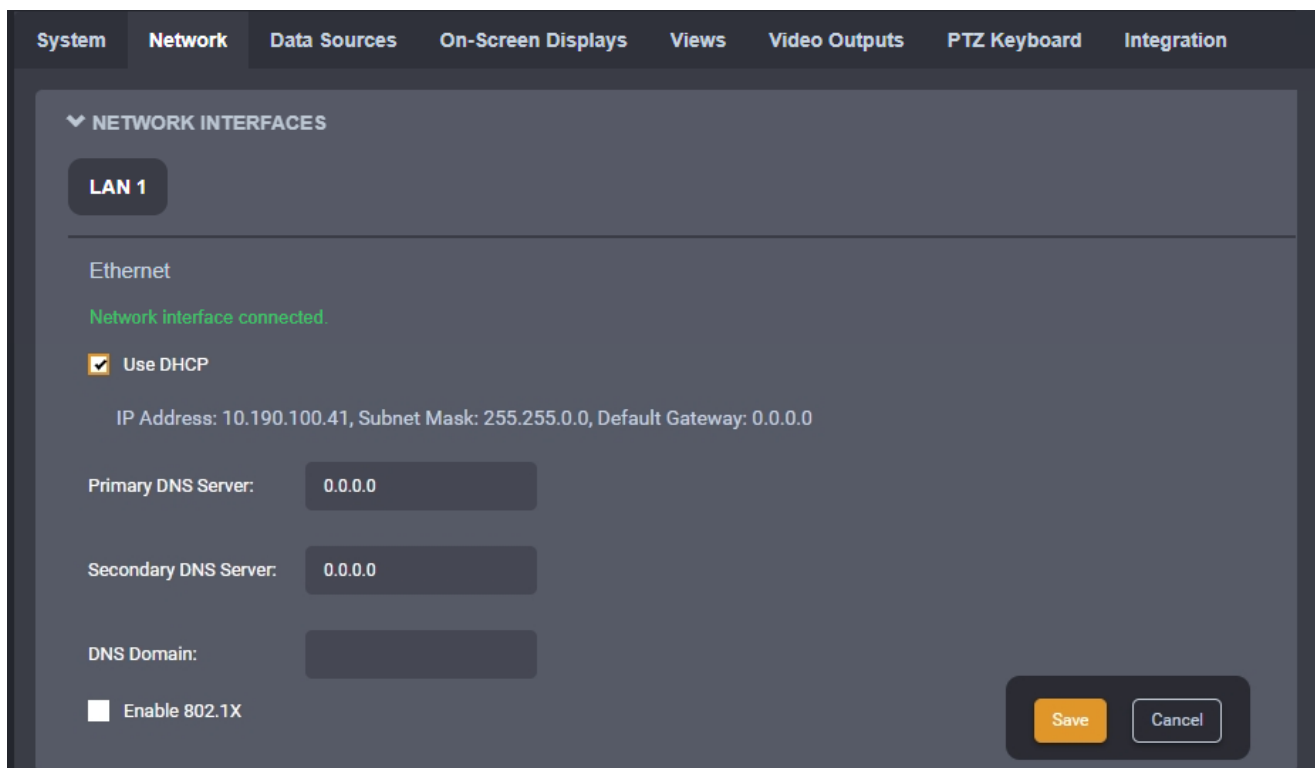 System Network Data Sources On-Screen Displays Views Video Outputs PTZ Keyboard Integration
NETWORK INTERFACES
LAN 1
Ethernet
Network interface connected.
Use DHCP
IP Address: 10.190.100.41, Subnet Mask: 255.255.0.0, Default Gateway: 0.0.0.0
Primary DNS Server: 0.0.0.0
Secondary DNS Server: 0.0.0.0
DNS Domain:
Enable 802.1X
Save Cancel